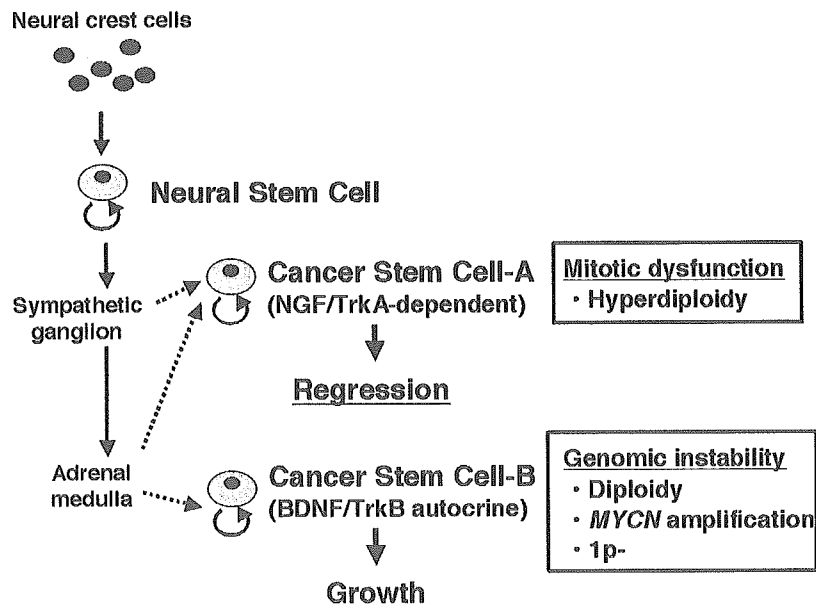 Neural crest cells
Neural Stem Cell
Sympathetic
ganglion
Cancer Stem Cell-A
(NGF/TrkA-dependent)
Mitotic dysfunction
・Hyperdiploidy
Regression
Adrenal
medulla
Cancer Stem Cell-B
(BDNF/TrkB autocrine)
Genomic instability
・Diploidy
・MYCN amplification
・1p-
Growth